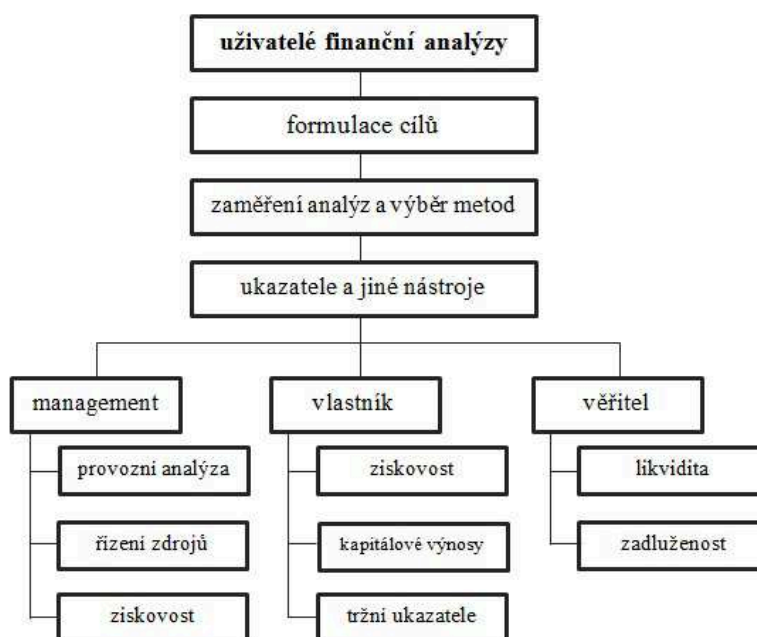 uživatelé finanční analýzy
formulace cílů
zaměření analýz a výběr metod
ukazatele a jiné nástroje
management
vlastník
věřitel
provozní analýza
ziskovost
likvidita
řízení zdrojů
kapitálové výnosy
zadluženost
ziskovost
tržní ukazatele